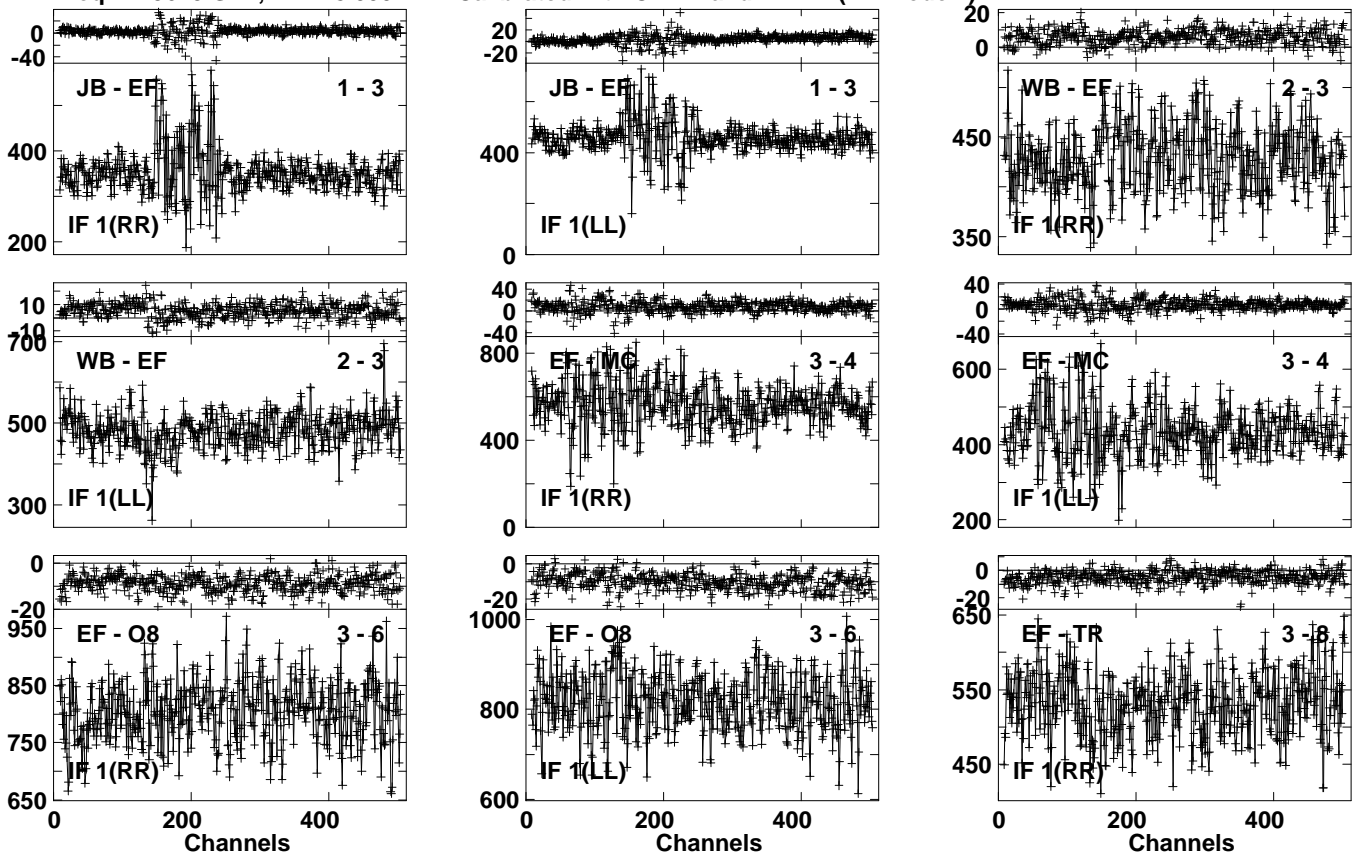 0
-40
JB - EF 1 - 3
400
200
IF 1(RR)
20
-20
JB - EF 1 - 3
400
0
IF 1(LL)
20
0
WB - EF 2 - 3
450
350
IF 1(RR)
10
-10
700
WB - EF 2 - 3
500
300
IF 1(LL)
40
0
-40
800
EF - MC 3 - 4
400
0
IF 1(RR)
40
0
-40
600
EF - MC 3 - 4
400
200
IF 1(LL)
0
-20
950
EF - O8 3 - 6
850
750
650
IF 1(RR)
0 200 400
Channels
0
-20
1000
EF - O8 3 - 6
800
600
IF 1(LL)
0 200 400
Channels
0
-20
650
EF - TR 3 - 8
550
450
IF 1(RR)
0 200 400
Channels